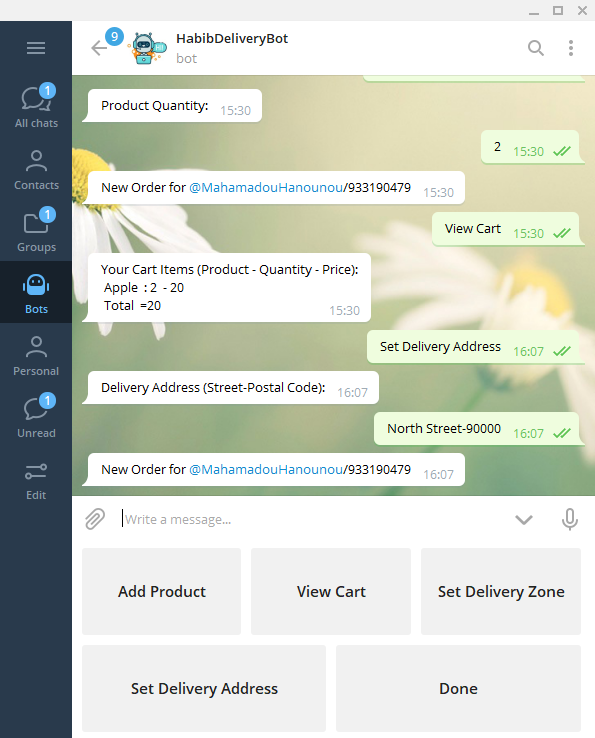 9
HabibDeliveryBot
bot
1
All chats
Contacts
1
Groups
Bots
Personal
1
Unread
Edit
Product Quantity: 15:30
2 15:30
New Order for @MahamadouHanounou/933190479 15:30
View Cart 15:30
Your Cart Items (Product - Quantity - Price):
Apple : 2 - 20
Total =20
15:30
Set Delivery Address 16:07
Delivery Address (Street-Postal Code): 16:07
North Street-90000 16:07
New Order for @MahamadouHanounou/933190479 16:07
Write a message...
Add Product
View Cart
Set Delivery Zone
Set Delivery Address
Done